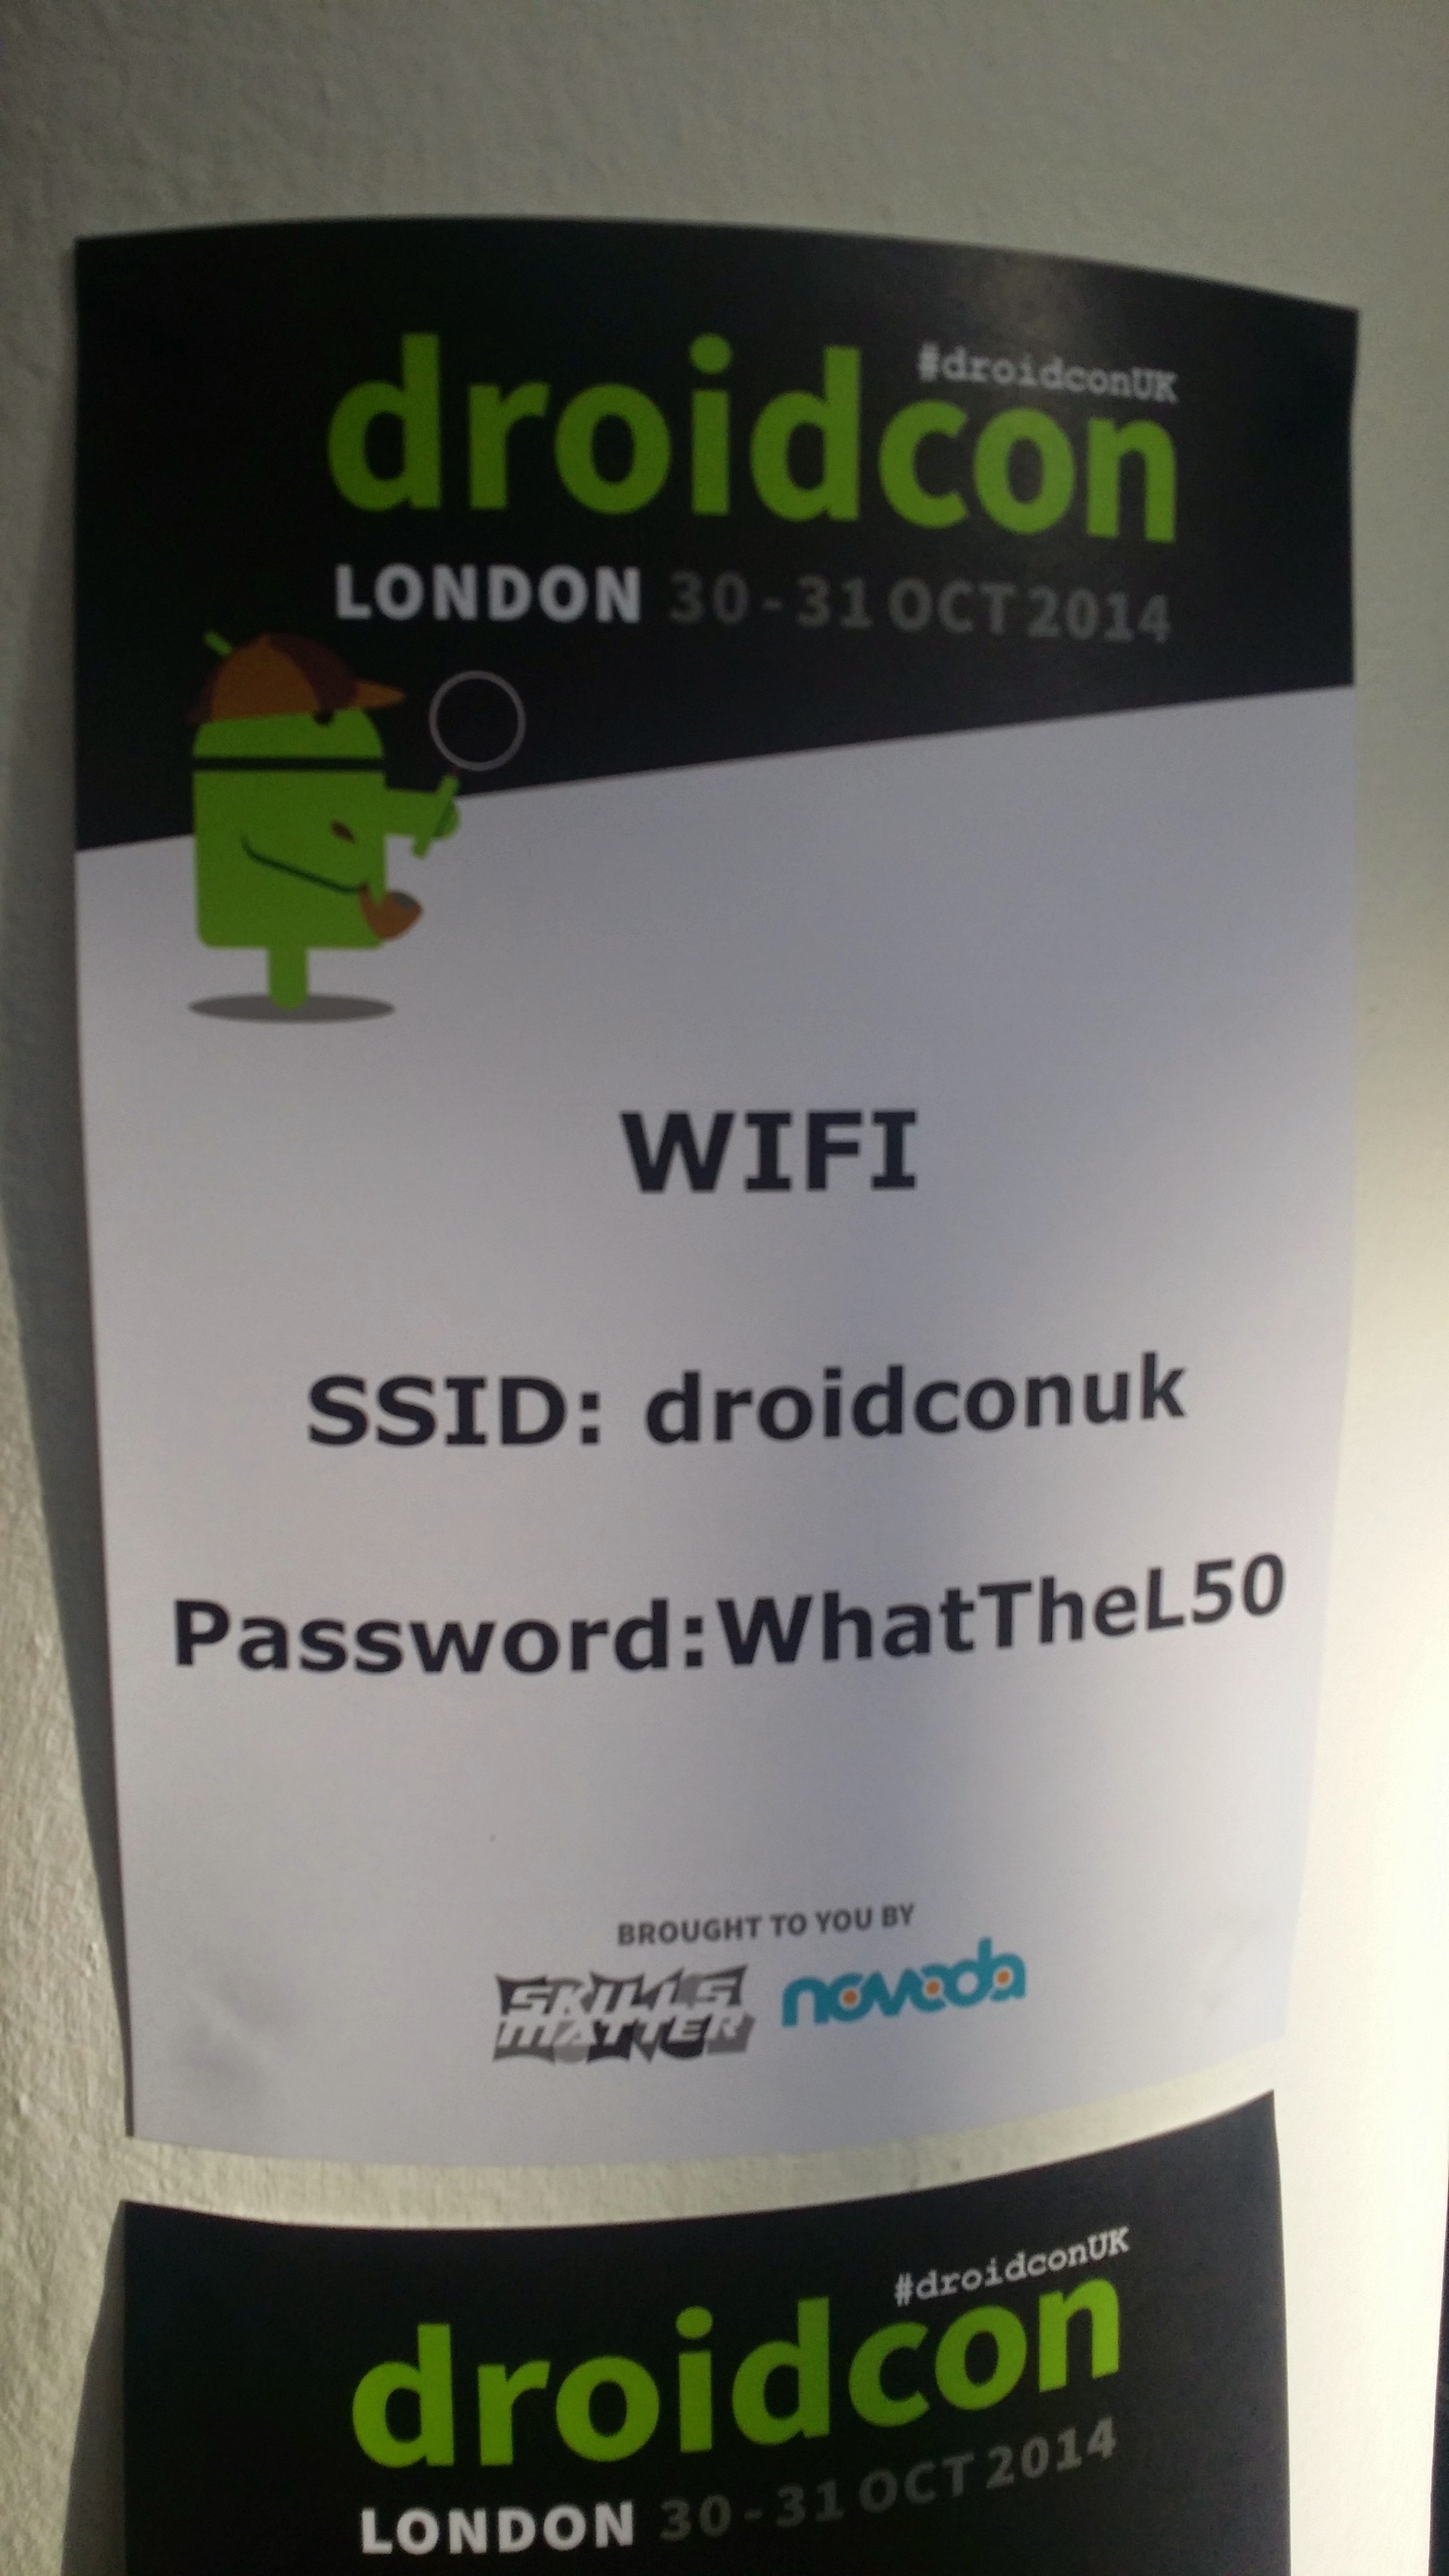 #droidconUK
droidcon
LONDON 30-31 OCT 2014
WIFI
SSID: droidconuk
Password:WhatTheL50
BROUGHT TO YOU BY
SKILLS MATTER novoda
#droidconUK
droidcon
LONDON 30-31 OCT 2014